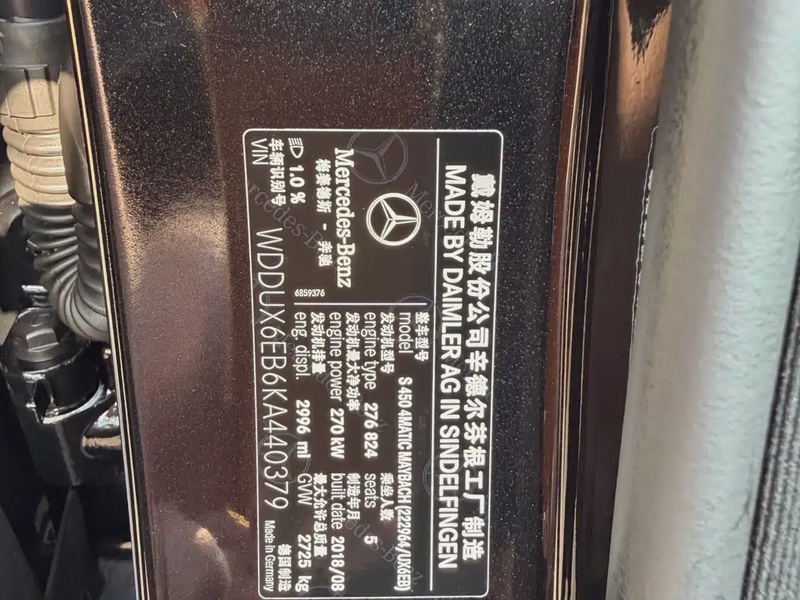 戴姆勒股份公司辛德尔芬根工厂制造
MADE BY DAIMLER AG IN SINDELFINGEN
Mercedes-Benz
梅赛德斯-奔驰
1.0 %
6859376
整车型号
model S 450 4MATIC MAYBACH (222964/UX6EB)
发动机型号 乘坐人数
engine type 276 824 seats 5
发动机最大净功率 制造年月
engine power 270 kW built date 2018/08
发动机排量 最大允许总质量
eng. displ. 2996 ml GVW 2725 kg
车辆识别号 德国制造
VIN WDDUX6EB6KA440379 Made in Germany